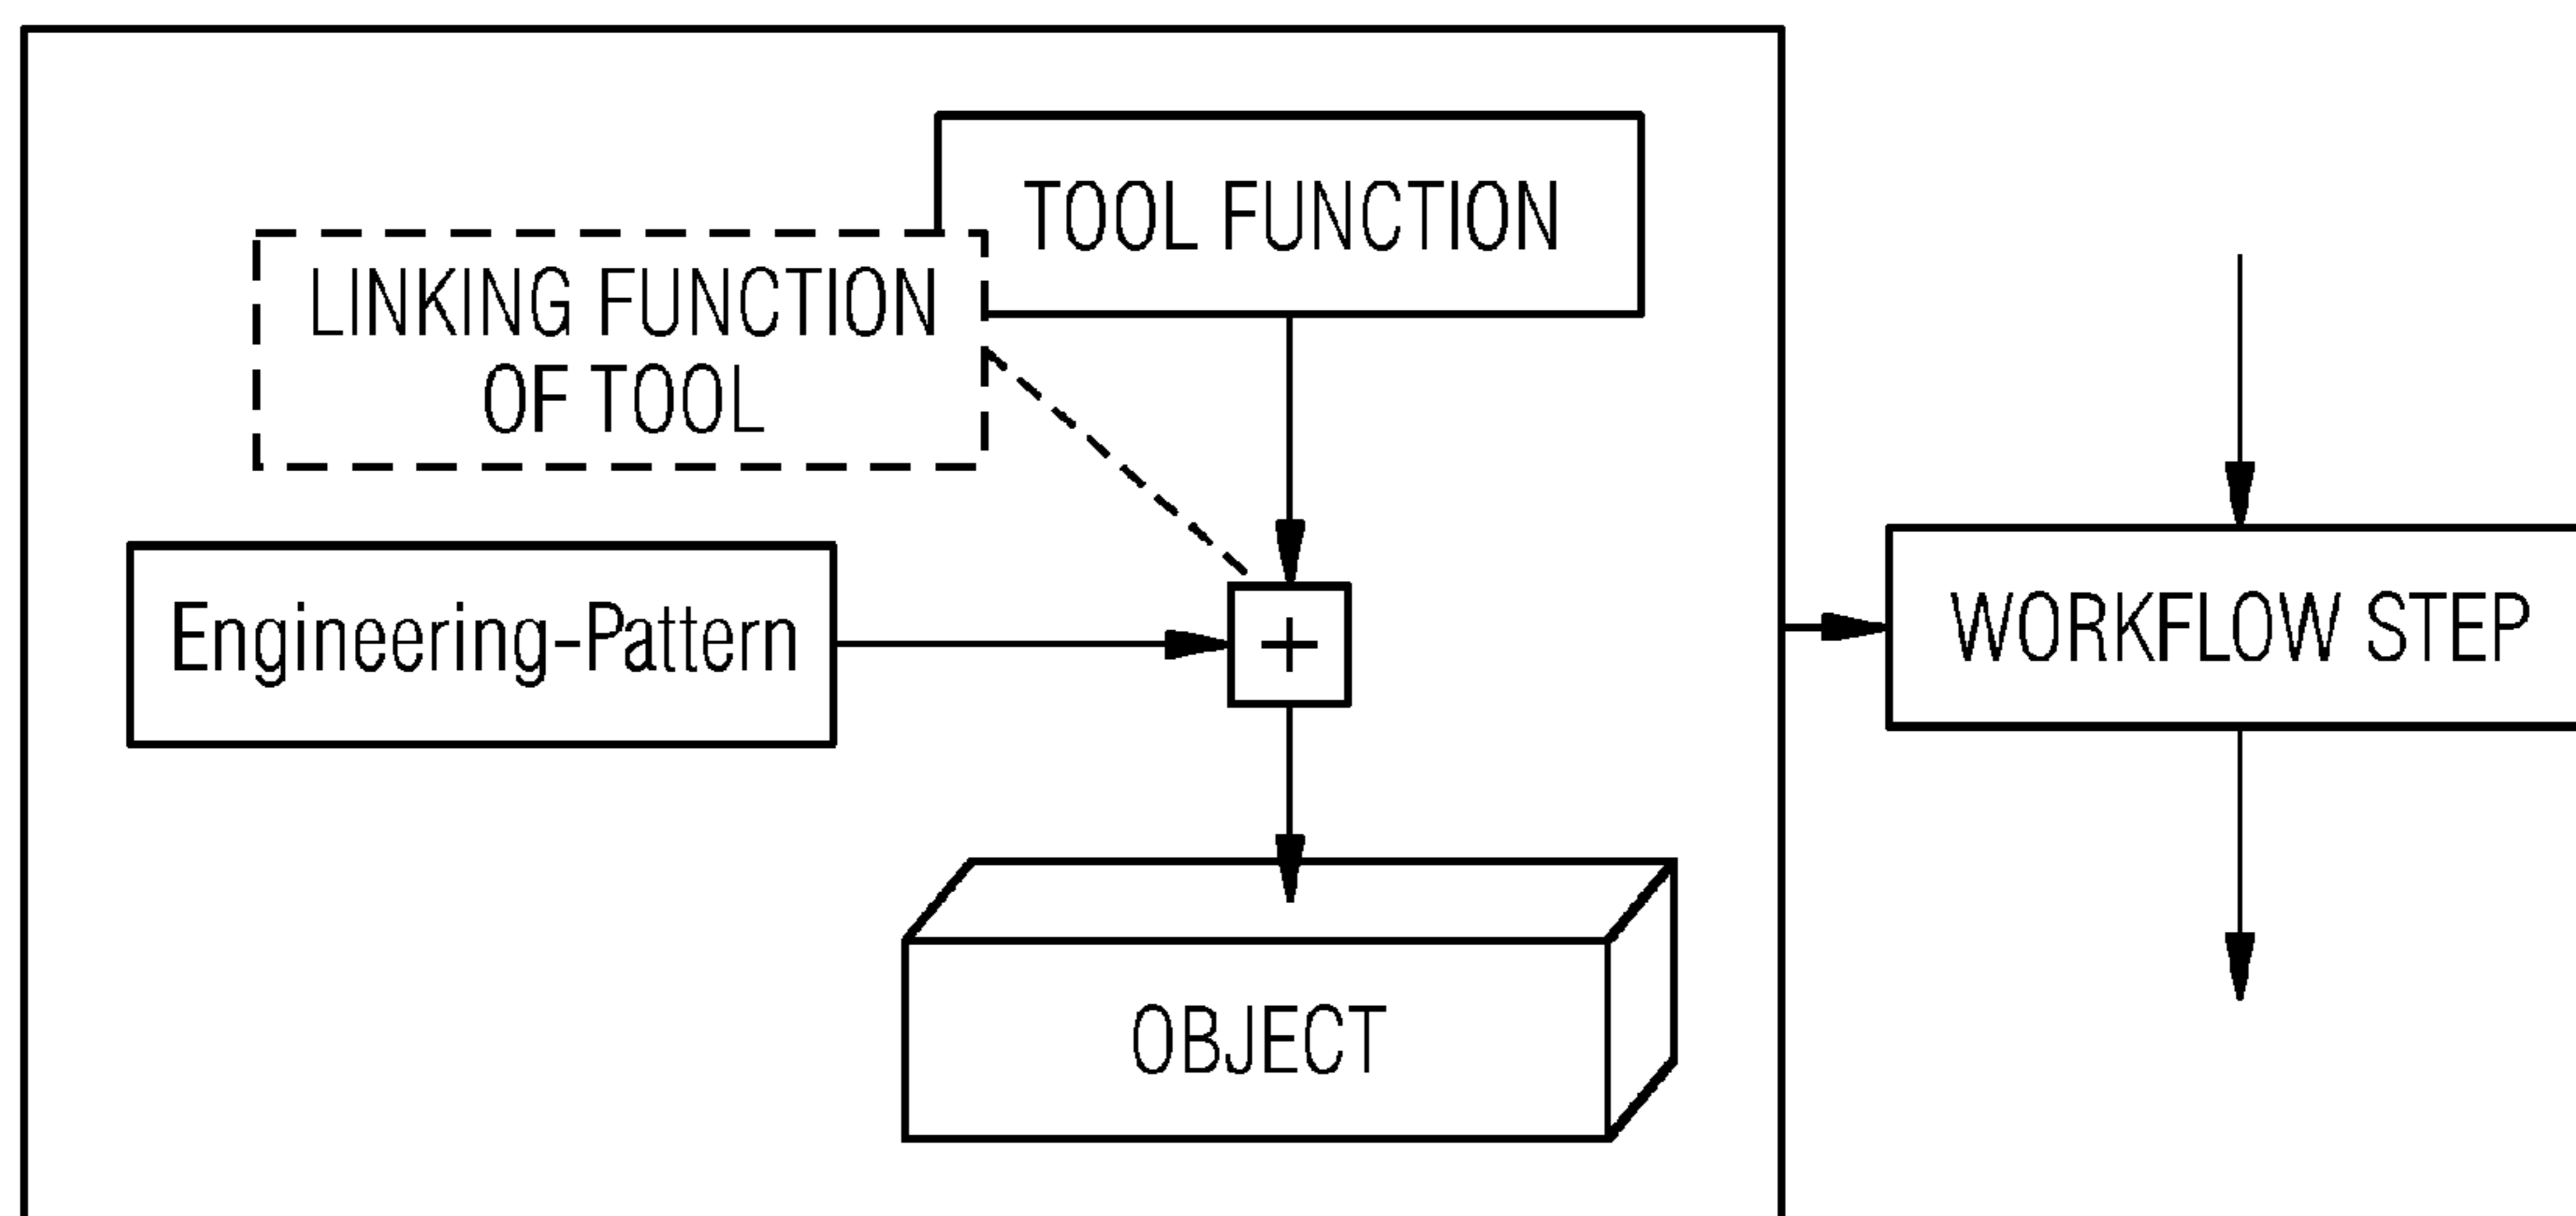 TOOL FUNCTION
LINKING FUNCTION
OF TOOL
Engineering-Pattern
+
WORKFLOW STEP
OBJECT